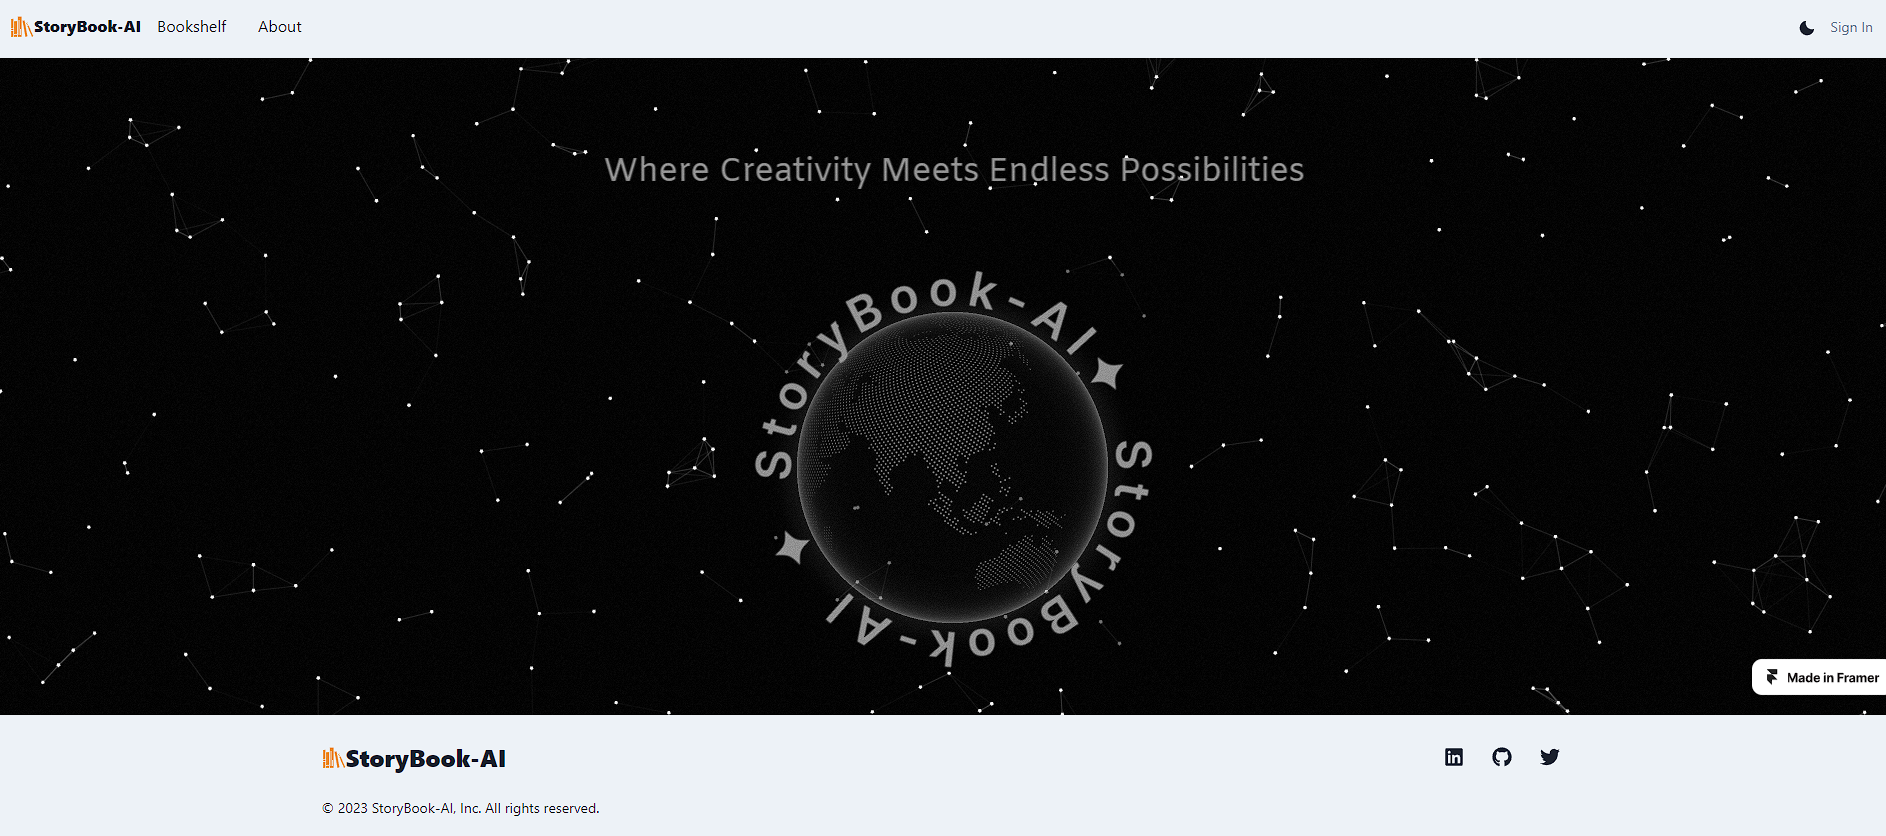 StoryBook-AI Bookshelf About Sign In
Where Creativity Meets Endless Possibilities
StoryBook-AI✦
StoryBook-AI✦
Made in Framer
StoryBook-AI
© 2023 StoryBook-AI, Inc. All rights reserved.